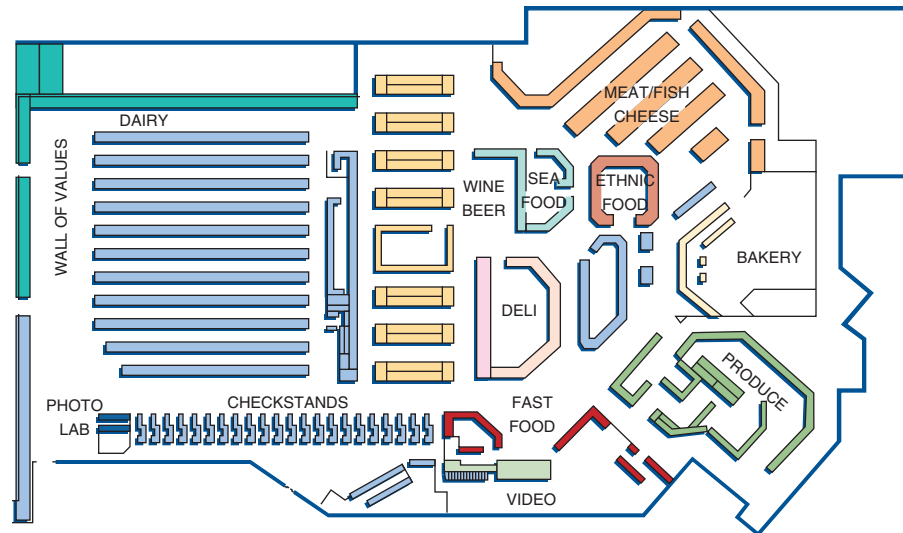 MEAT/FISH
CHEESE
DAIRY
WALL OF VALUES
WINE
BEER
SEA
FOOD
ETHNIC
FOOD
BAKERY
DELI
PRODUCE
PHOTO
LAB
CHECKSTANDS
FAST
FOOD
VIDEO